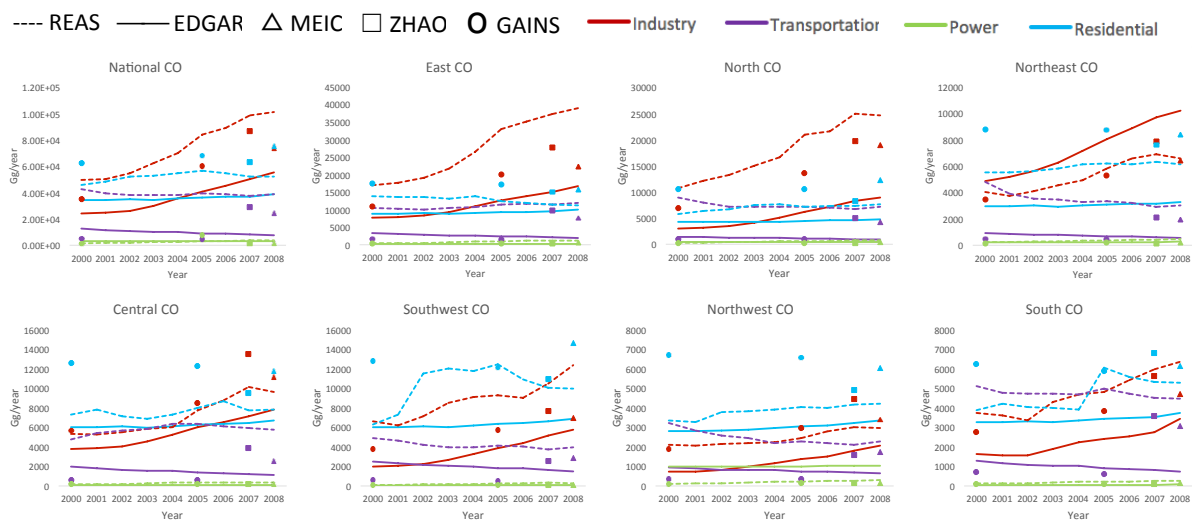 REAS EDGAR MEIC ZHAO GAINS Industry Transportation Power Residential
National CO East CO North CO Northeast CO
1.20E+05 45000 30000 12000
1.00E+05 40000 25000 10000
8.00E+04 35000 20000 8000
6.00E+04 30000 15000 6000
4.00E+04 25000 10000 4000
2.00E+04 20000 5000 2000
0.00E+00 15000 0 0
10000
5000
0
Gg/year Gg/year Gg/year Gg/year
2000 2001 2002 2003 2004 2005 2006 2007 2008 2000 2001 2002 2003 2004 2005 2006 2007 2008 2000 2001 2002 2003 2004 2005 2006 2007 2008 2000 2001 2002 2003 2004 2005 2006 2007 2008
Year Year Year Year
Central CO Southwest CO Northwest CO South CO
16000 16000 8000 8000
14000 14000 7000 7000
12000 12000 6000 6000
10000 10000 5000 5000
8000 8000 4000 4000
6000 6000 3000 3000
4000 4000 2000 2000
2000 2000 1000 1000
0 0 0 0
Gg/year Gg/year Gg/year Gg/year
2000 2001 2002 2003 2004 2005 2006 2007 2008 2000 2001 2002 2003 2004 2005 2006 2007 2008 2000 2001 2002 2003 2004 2005 2006 2007 2008 2000 2001 2002 2003 2004 2005 2006 2007 2008
Year Year Year Year